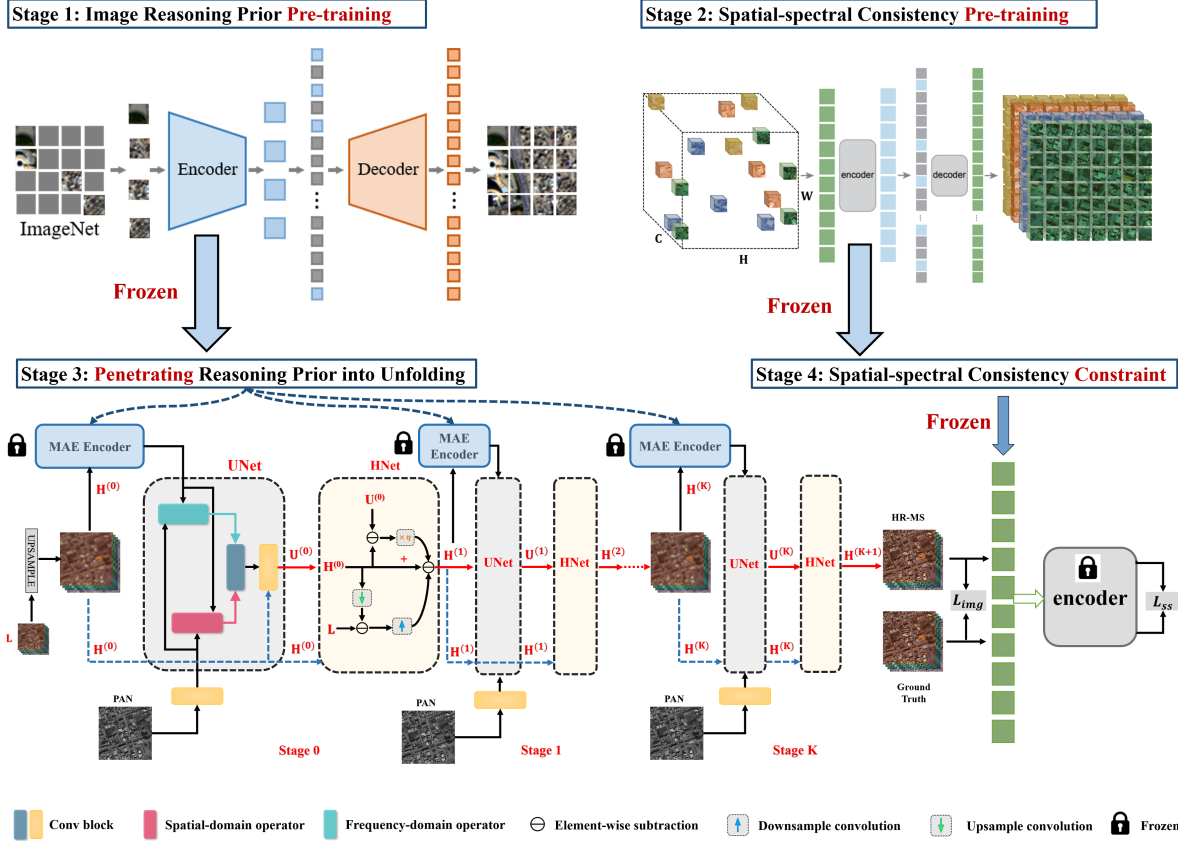 Stage 1: Image Reasoning Prior Pre-training
Stage 2: Spatial-spectral Consistency Pre-training
ImageNet
Encoder
Decoder
C
H
W
encoder
decoder
Frozen
Frozen
Stage 3: Penetrating Reasoning Prior into Unfolding
Stage 4: Spatial-spectral Consistency Constraint
Frozen
MAE Encoder
MAE
Encoder
MAE Encoder
UNet
HNet
H(0)
H(K)
UPSAMPLE
L
U(0)
U(0)
× η
+
H(0)
L
H(1)
UNet
U(1)
HNet
H(2)
UNet
U(K)
HNet
H(K+1)
HR-MS
Limg
Ground
Truth
encoder
Lss
H(0)
H(0)
H(1)
H(1)
H(K)
H(K)
PAN
PAN
PAN
Stage 0
Stage 1
Stage K
Conv block
Spatial-domain operator
Frequency-domain operator
Element-wise subtraction
Downsample convolution
Upsample convolution
Frozen